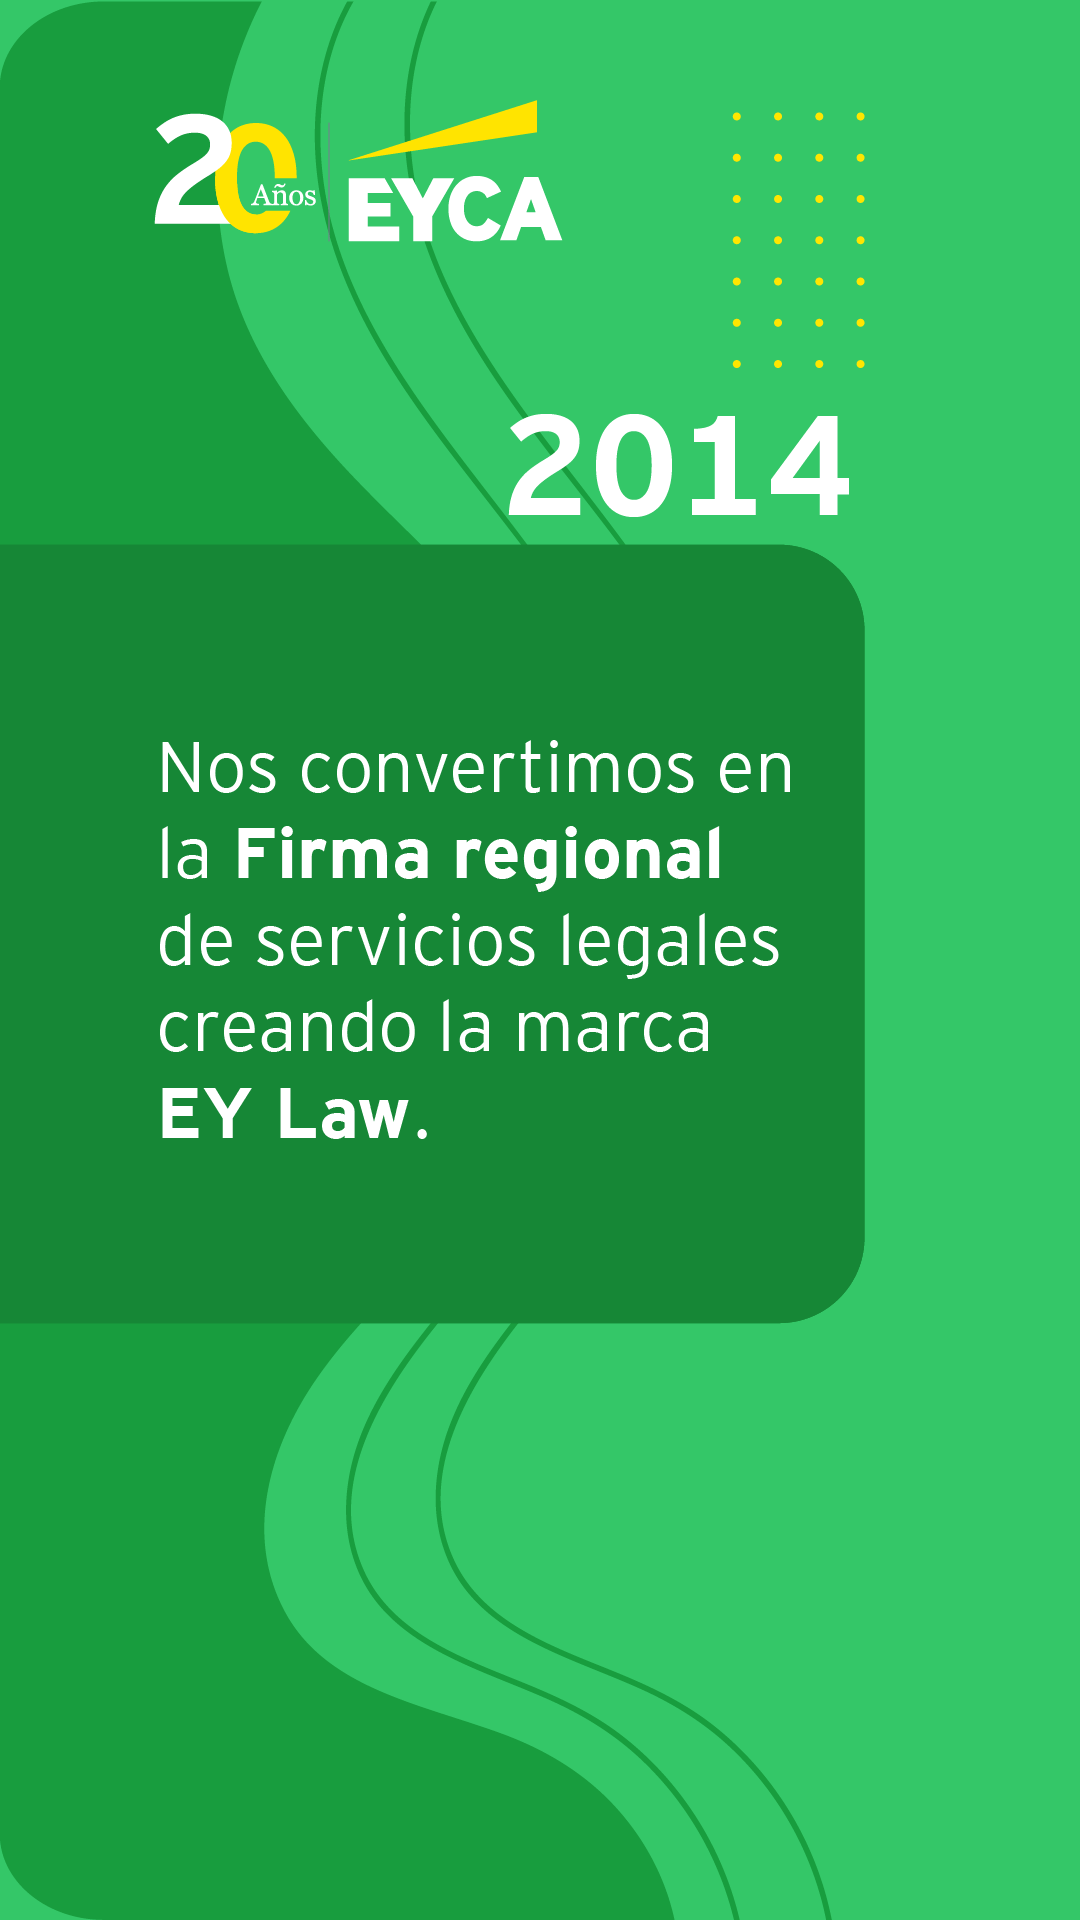 20 Años
EYCA
2014
Nos convertimos en
la Firma regional
de servicios legales
creando la marca
EY Law.